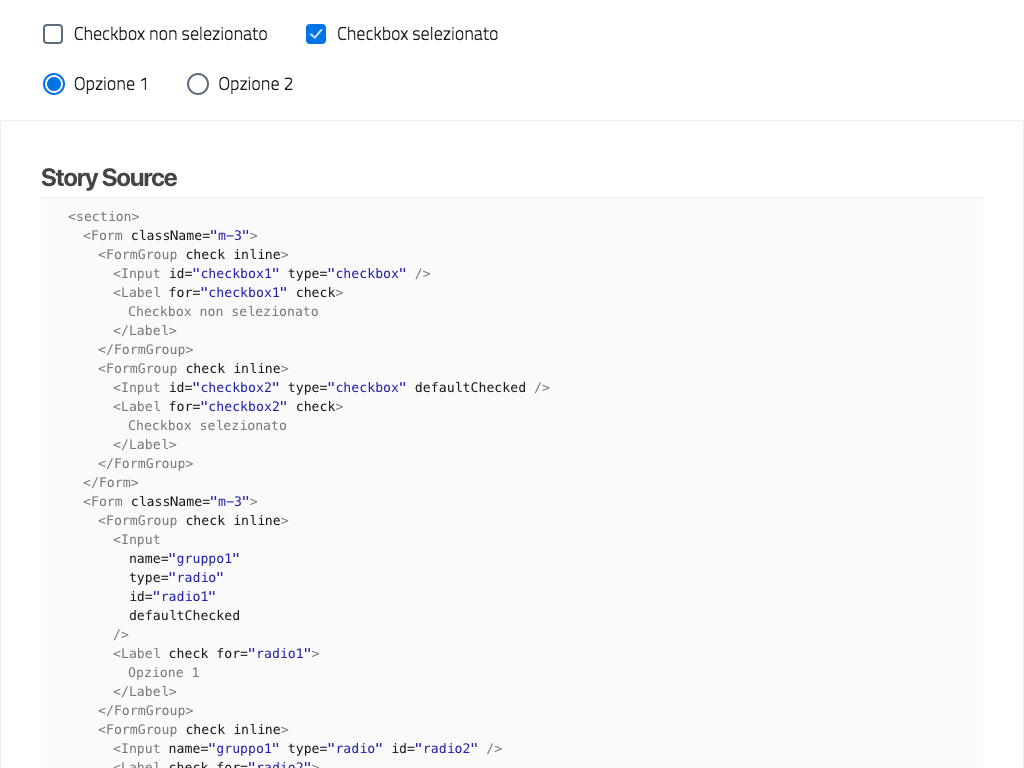 Checkbox non selezionato Checkbox selezionato
Opzione 1 Opzione 2
Story Source
<section>
<Form className="m-3">
<FormGroup check inline>
<Input id="checkbox1" type="checkbox" />
<Label for="checkbox1" check>
Checkbox non selezionato
</Label>
</FormGroup>
<FormGroup check inline>
<Input id="checkbox2" type="checkbox" defaultChecked />
<Label for="checkbox2" check>
Checkbox selezionato
</Label>
</FormGroup>
</Form>
<Form className="m-3">
<FormGroup check inline>
<Input
name="gruppo1"
type="radio"
id="radio1"
defaultChecked
/>
<Label check for="radio1">
Opzione 1
</Label>
</FormGroup>
<FormGroup check inline>
<Input name="gruppo1" type="radio" id="radio2" />
<Label check for="radio2">